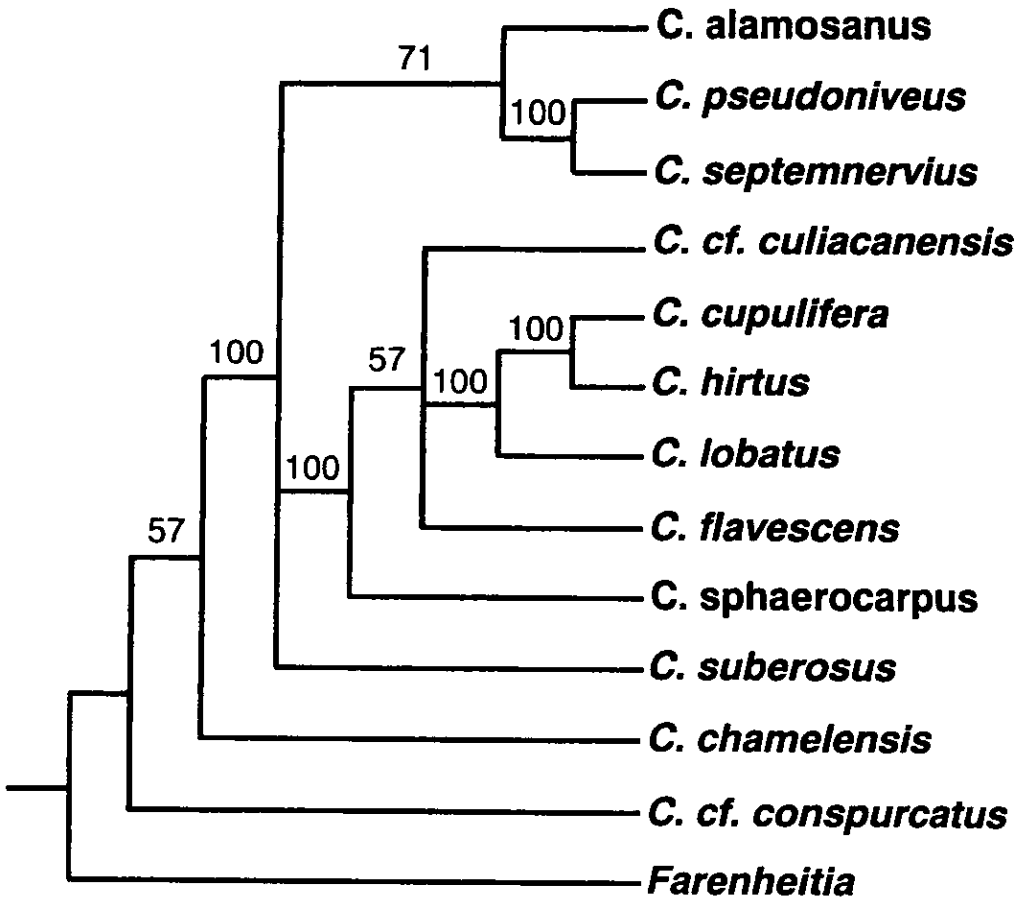 C. alamosanus
71
C. pseudoniveus
100
C. septemnervius
C. cf. culiacanensis
C. cupulifera
100
100
57
C. hirtus
100
C. lobatus
100
C. flavescens
57
C. sphaerocarpus
C. suberosus
C. chamelensis
C. cf. conspurcatus
Farenheitia